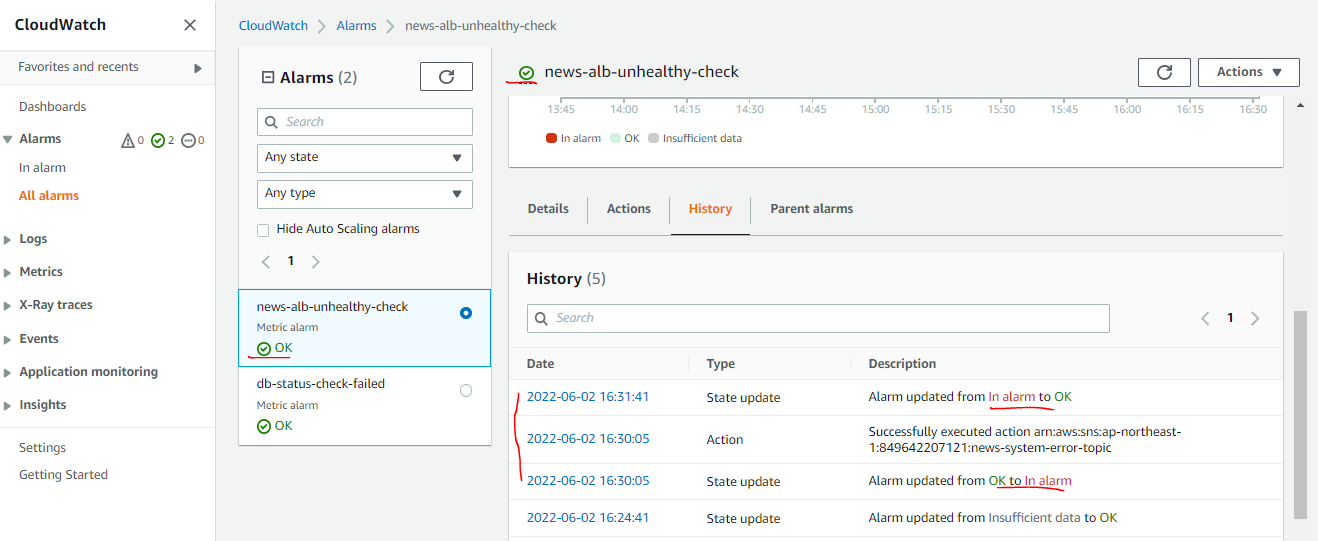 CloudWatch
Favorites and recents
Dashboards
Alarms 0 2 0
In alarm
All alarms
Logs
Metrics
X-Ray traces
Events
Application monitoring
Insights
Settings
Getting Started
CloudWatch Alarms news-alb-unhealthy-check
Alarms (2)
Search
Any state
Any type
Hide Auto Scaling alarms
1
news-alb-unhealthy-check
Metric alarm
OK
db-status-check-failed
Metric alarm
OK
news-alb-unhealthy-check
Actions
13:45 14:00 14:15 14:30 14:45 15:00 15:15 15:30 15:45 16:00 16:15 16:30
In alarm OK Insufficient data
Details Actions History Parent alarms
History (5)
Search
1
Date Type Description
2022-06-02 16:31:41 State update Alarm updated from In alarm to OK
2022-06-02 16:30:05 Action Successfully executed action arn:aws:sns:ap-northeast-
1:849642207121:news-system-error-topic
2022-06-02 16:30:05 State update Alarm updated from OK to In alarm
2022-06-02 16:24:41 State update Alarm updated from Insufficient data to OK